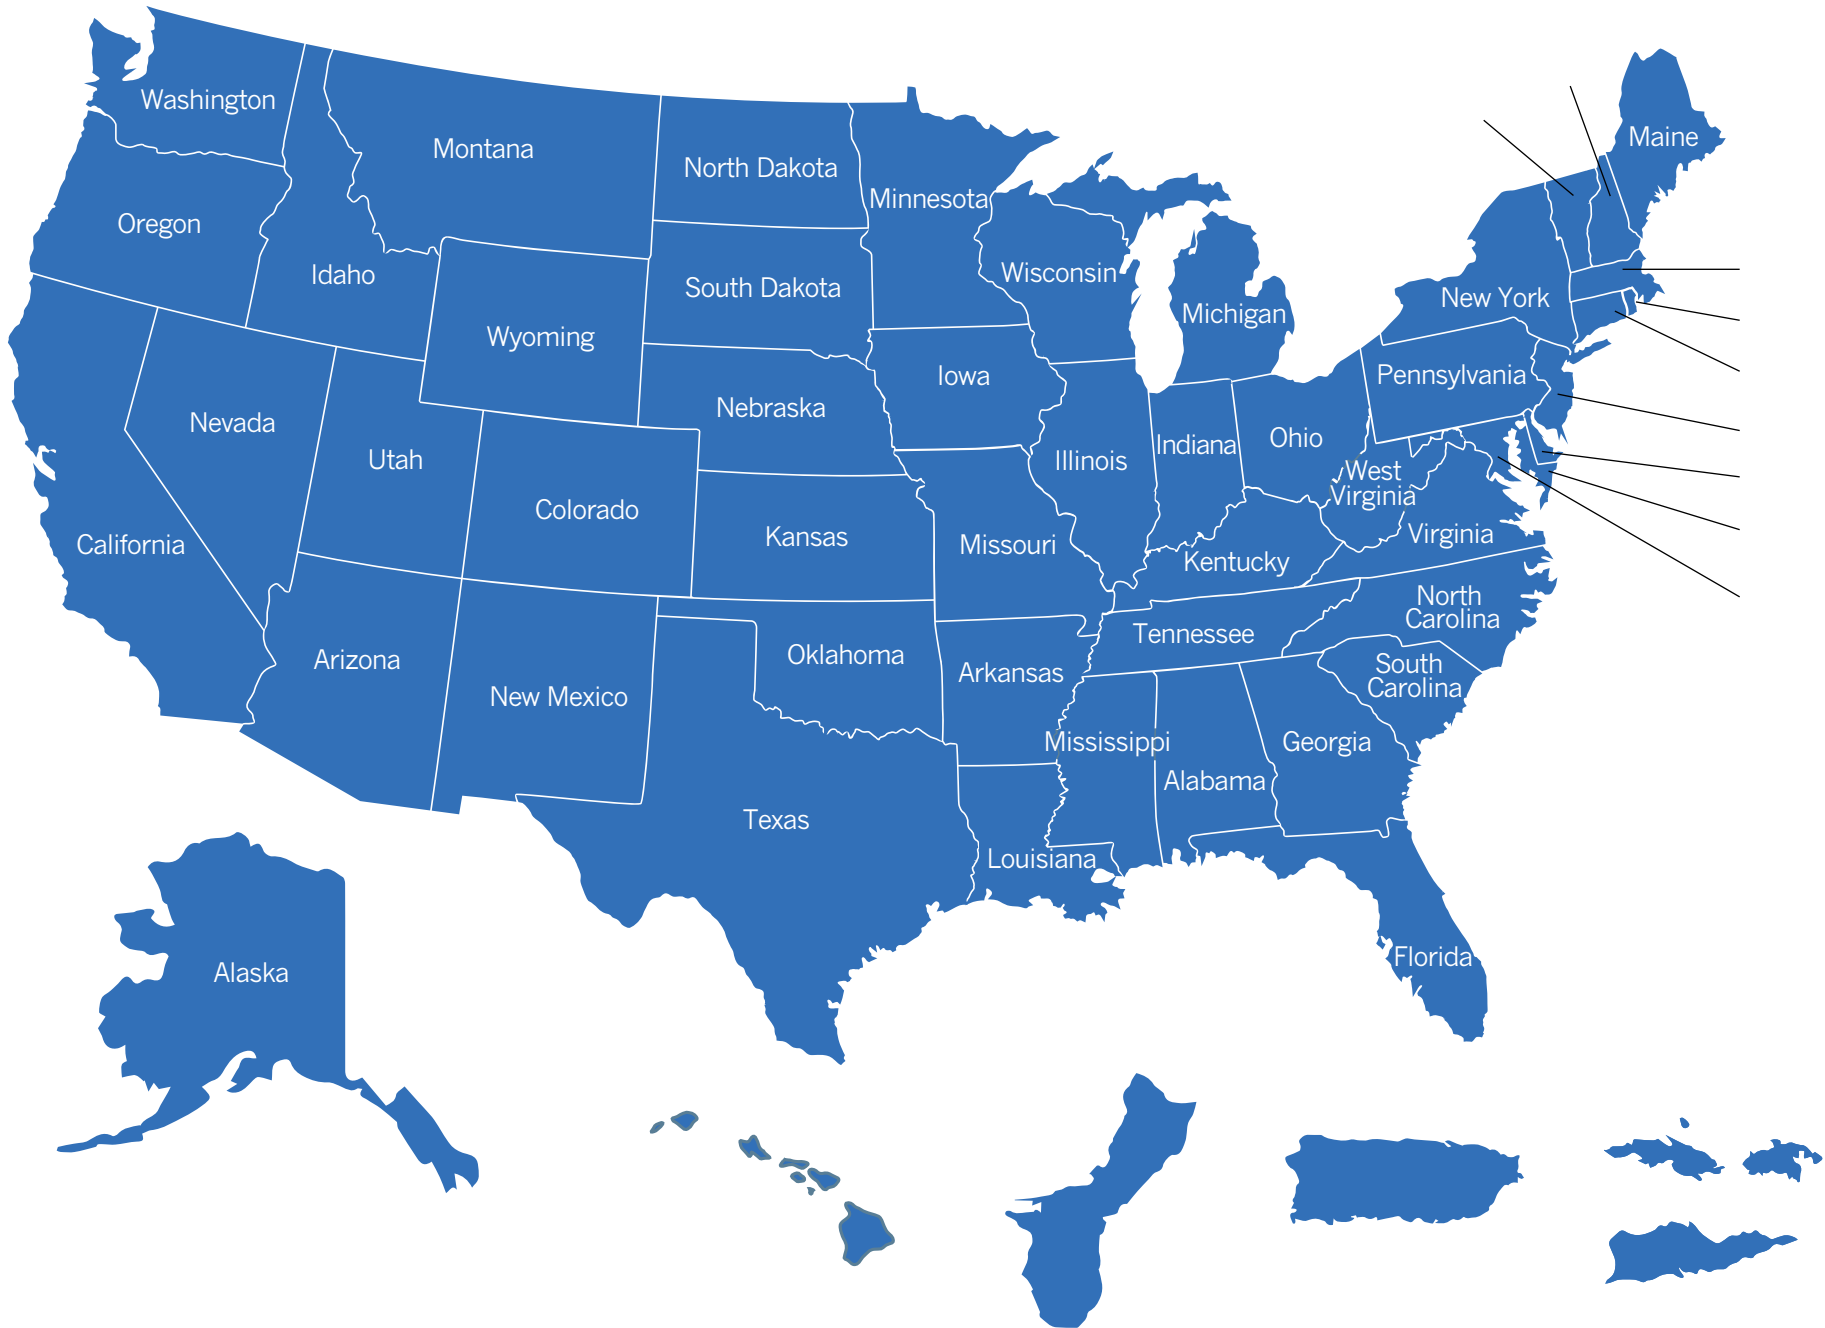 Washington
Montana
Maine
North Dakota
Minnesota
Oregon
Idaho
Wisconsin
South Dakota
New York
Michigan
Wyoming
Iowa
Pennsylvania
Nebraska
Nevada
Ohio
Indiana
Utah
Illinois
West
Virginia
Colorado
Kansas
Missouri
Virginia
California
Kentucky
North
Carolina
Tennessee
Oklahoma
Arizona
South
Carolina
Arkansas
New Mexico
Mississippi
Georgia
Alabama
Texas
Louisiana
Florida
Alaska